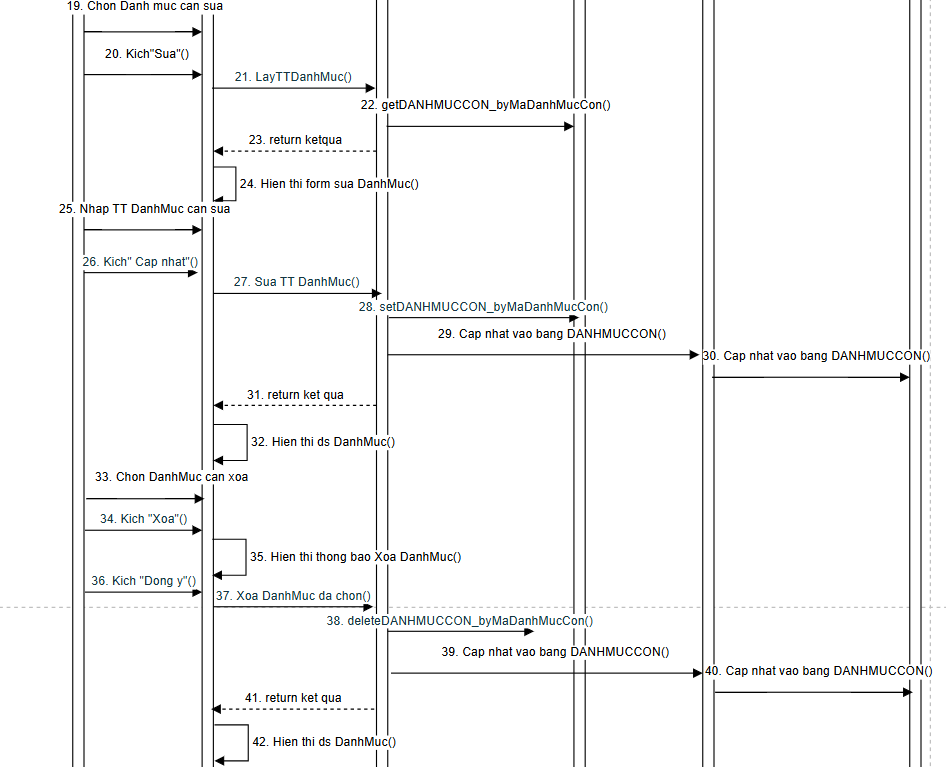 19. Chon Danh muc can sua
20. Kich"Sua"()
21. LayTTDanhMuc()
22. getDANHMUCCON_byMaDanhMucCon()
23. return ketqua
24. Hien thi form sua DanhMuc()
25. Nhap TT DanhMuc can sua
26. Kich" Cap nhat"()
27. Sua TT DanhMuc()
28. setDANHMUCCON_byMaDanhMucCon()
29. Cap nhat vao bang DANHMUCCON()
30. Cap nhat vao bang DANHMUCCON()
31. return ket qua
32. Hien thi ds DanhMuc()
33. Chon DanhMuc can xoa
34. Kich "Xoa"()
35. Hien thi thong bao Xoa DanhMuc()
36. Kich "Dong y"()
37. Xoa DanhMuc da chon()
38. deleteDANHMUCCON_byMaDanhMucCon()
39. Cap nhat vao bang DANHMUCCON()
40. Cap nhat vao bang DANHMUCCON()
41. return ket qua
42. Hien thi ds DanhMuc()